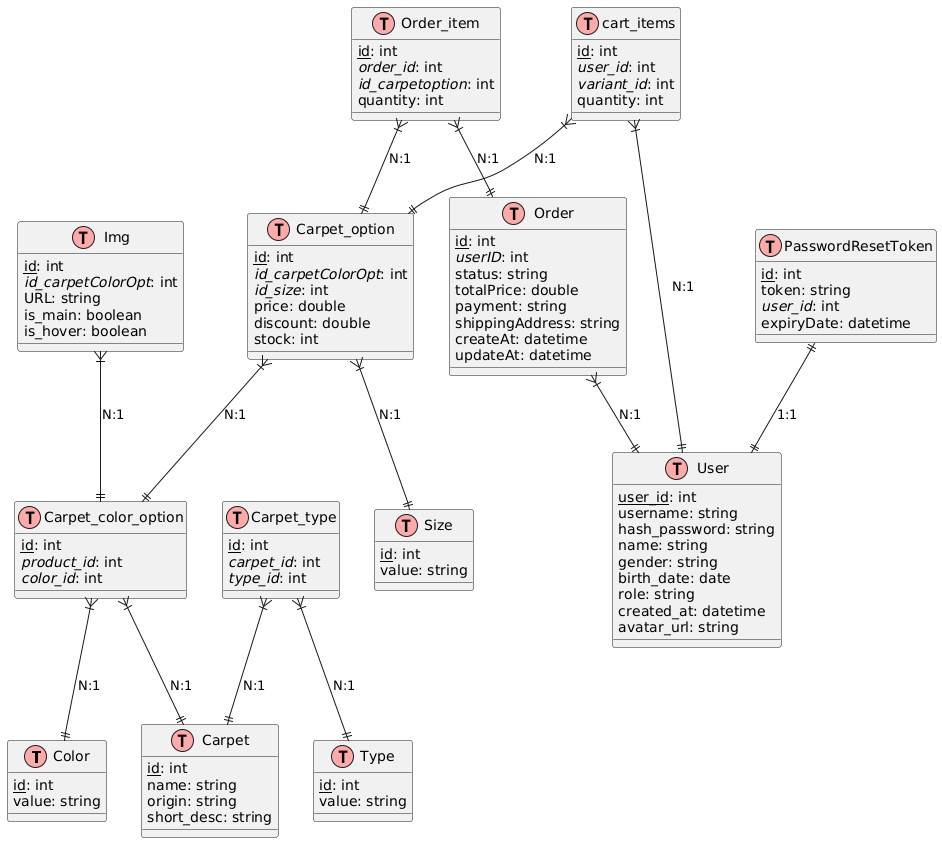 T Order_item
id: int
order_id: int
id_carpetoption: int
quantity: int
T cart_items
id: int
user_id: int
variant_id: int
quantity: int
N:1
N:1
N:1
T Img
id: int
id_carpetColorOpt: int
URL: string
is_main: boolean
is_hover: boolean
T Carpet_option
id: int
id_carpetColorOpt: int
id_size: int
price: double
discount: double
stock: int
T Order
id: int
userID: int
status: string
totalPrice: double
payment: string
shippingAddress: string
createAt: datetime
updateAt: datetime
N:1
T PasswordResetToken
id: int
token: string
user_id: int
expiryDate: datetime
N:1
N:1
N:1
N:1
1:1
T Carpet_color_option
id: int
product_id: int
color_id: int
T Carpet_type
id: int
carpet_id: int
type_id: int
T Size
id: int
value: string
T User
user_id: int
username: string
hash_password: string
name: string
gender: string
birth_date: date
role: string
created_at: datetime
avatar_url: string
N:1
N:1
N:1
N:1
T Color
id: int
value: string
T Carpet
id: int
name: string
origin: string
short_desc: string
T Type
id: int
value: string